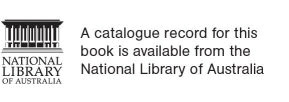 NATIONAL
LIBRARY
OF AUSTRALIA
A catalogue record for this
book is available from the
National Library of Australia